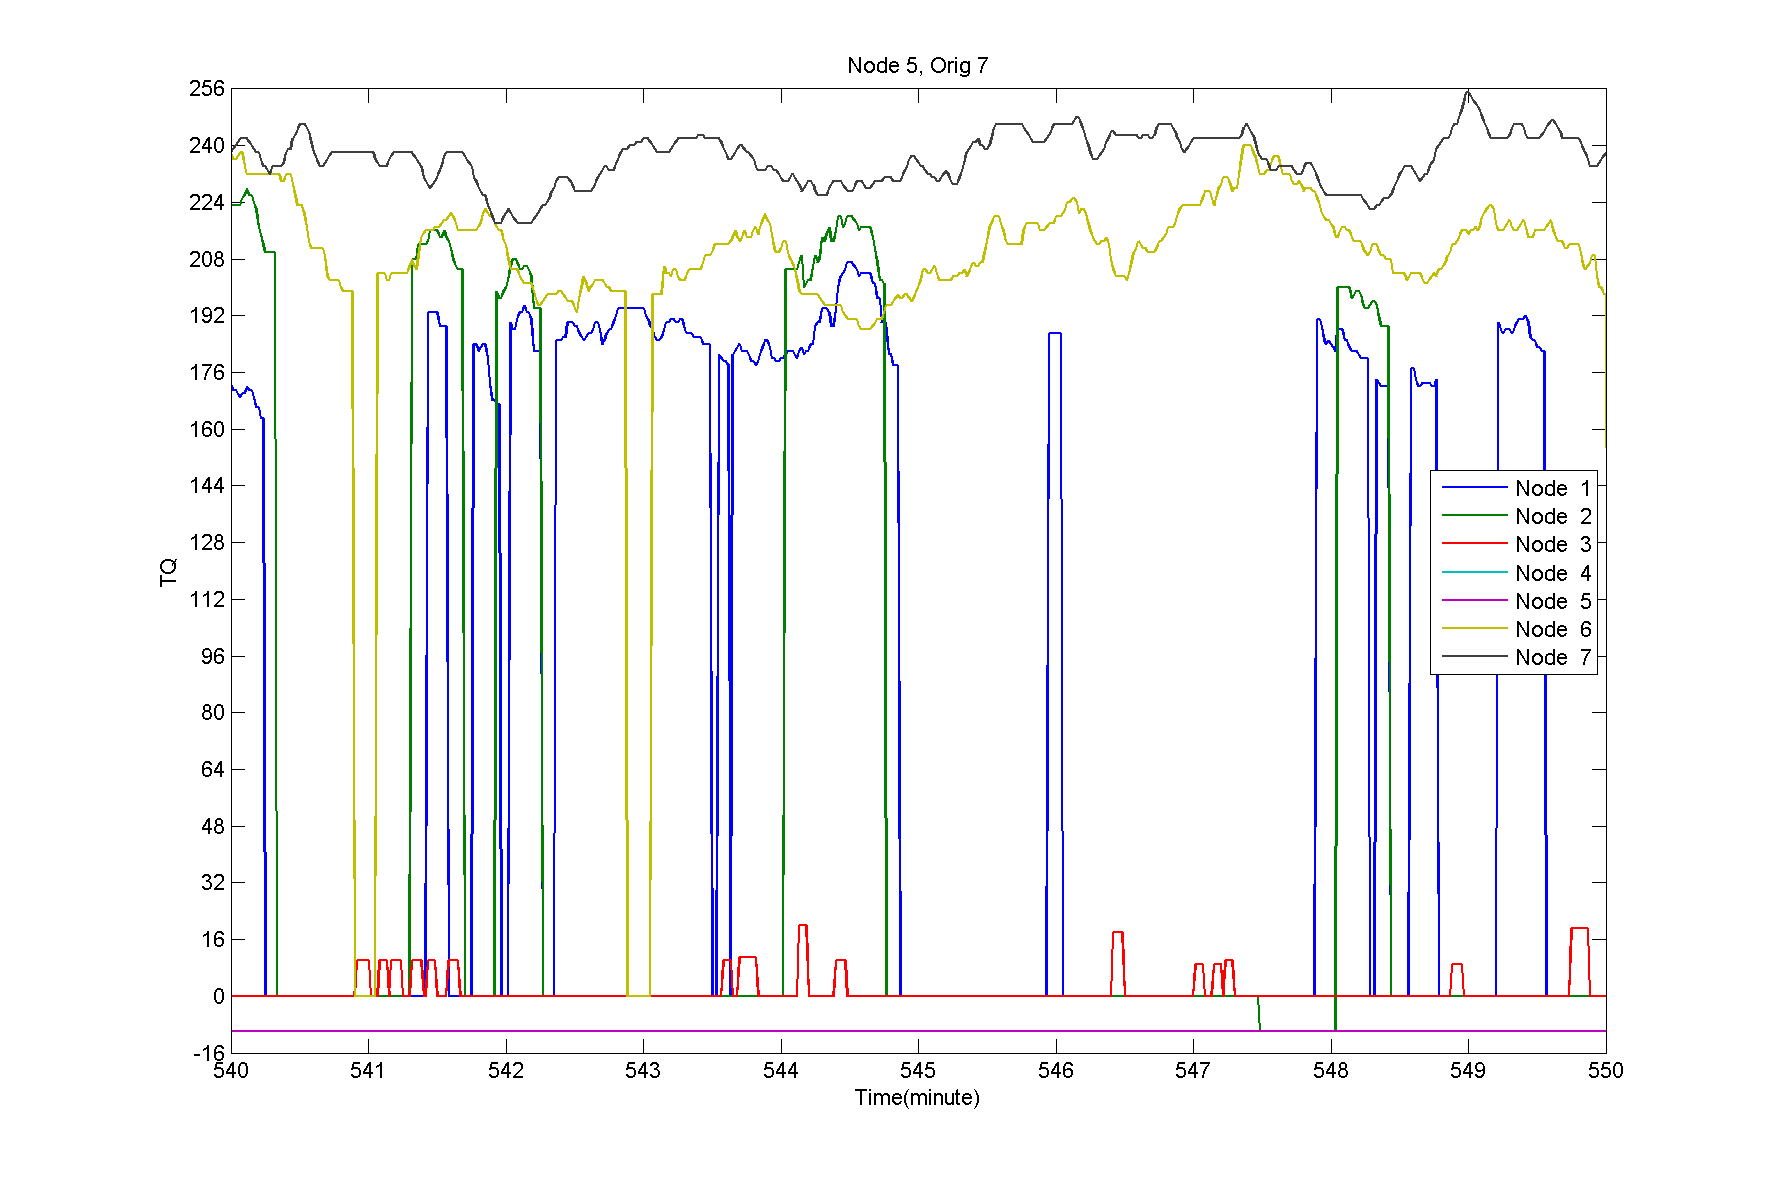 Node 5, Orig 7
256
240
224
208
192
176
160
144
128
112
96
80
64
48
32
16
0
-16
TQ
Node 1
Node 2
Node 3
Node 4
Node 5
Node 6
Node 7
540 541 542 543 544 545 546 547 548 549 550
Time(minute)